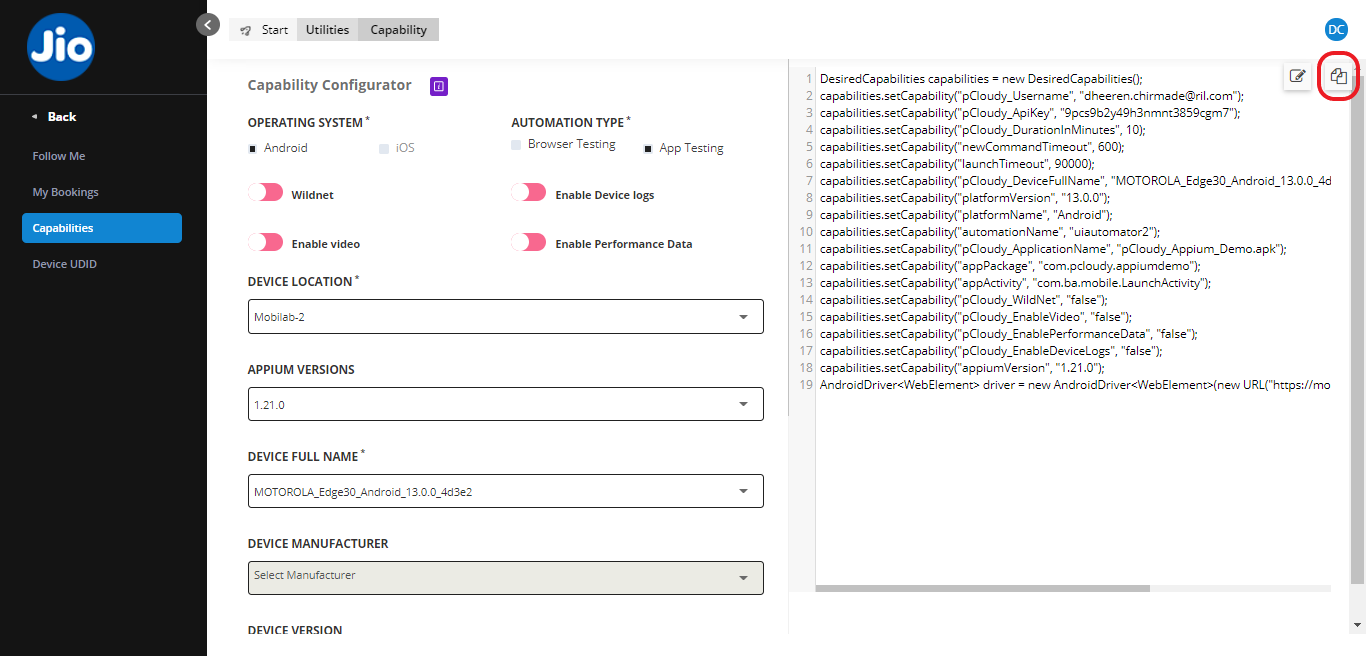 Jio
Back
Follow Me
My Bookings
Capabilities
Device UDID
Start Utilities Capability
DC
Capability Configurator
OPERATING SYSTEM*
Android iOS
AUTOMATION TYPE*
Browser Testing App Testing
Wildnet Enable Device logs
Enable video Enable Performance Data
DEVICE LOCATION*
Mobilab-2
APPIUM VERSIONS
1.21.0
DEVICE FULL NAME*
MOTOROLA_Edge30_Android_13.0.0_4d3e2
DEVICE MANUFACTURER
Select Manufacturer
DEVICE VERSION
1 DesiredCapabilities capabilities = new DesiredCapabilities();
2 capabilities.setCapability("pCloudy_Username", "dheeren.chirmade@ril.com");
3 capabilities.setCapability("pCloudy_ApiKey", "9pcs9b2y49h3nmnt3859cgm7");
4 capabilities.setCapability("pCloudy_DurationInMinutes", 10);
5 capabilities.setCapability("newCommandTimeout", 600);
6 capabilities.setCapability("launchTimeout", 90000);
7 capabilities.setCapability("pCloudy_DeviceFullName", "MOTOROLA_Edge30_Android_13.0.0_4d
8 capabilities.setCapability("platformVersion", "13.0.0");
9 capabilities.setCapability("platformName", "Android");
10 capabilities.setCapability("automationName", "uiautomator2");
11 capabilities.setCapability("pCloudy_ApplicationName", "pCloudy_Appium_Demo.apk");
12 capabilities.setCapability("appPackage", "com.pcloudy.appiumdemo");
13 capabilities.setCapability("appActivity", "com.ba.mobile.LaunchActivity");
14 capabilities.setCapability("pCloudy_WildNet", "false");
15 capabilities.setCapability("pCloudy_EnableVideo", "false");
16 capabilities.setCapability("pCloudy_EnablePerformanceData", "false");
17 capabilities.setCapability("pCloudy_EnableDeviceLogs", "false");
18 capabilities.setCapability("appiumVersion", "1.21.0");
19 AndroidDriver<WebElement> driver = new AndroidDriver<WebElement>(new URL("https://mo